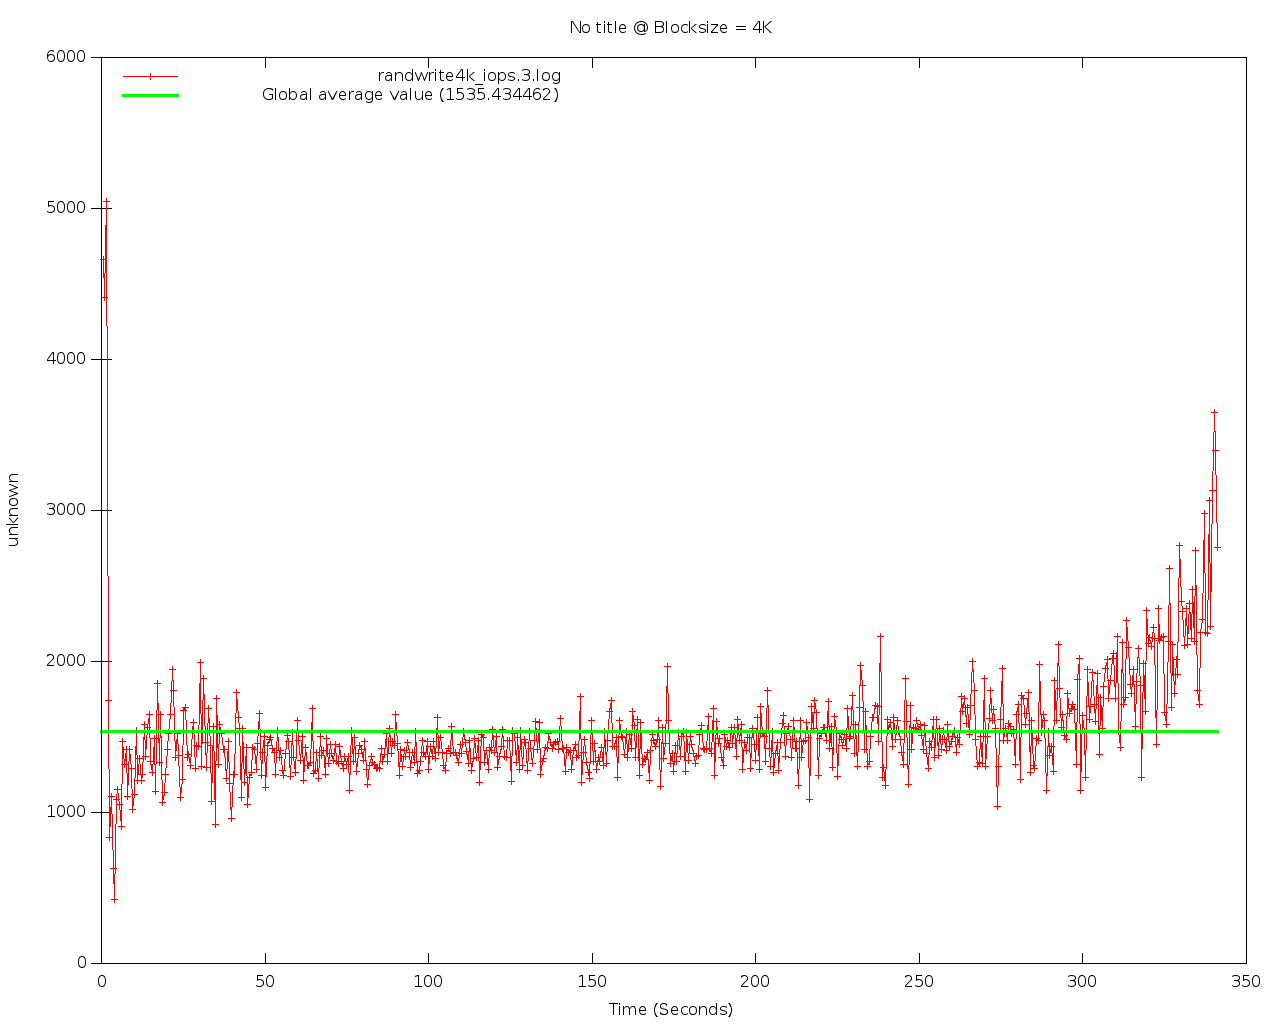 No title @ Blocksize = 4K
randwrite4k_iops.3.log
Global average value (1535.434462)
6000
5000
4000
3000
2000
1000
0
unknown
0 50 100 150 200 250 300 350
Time (Seconds)